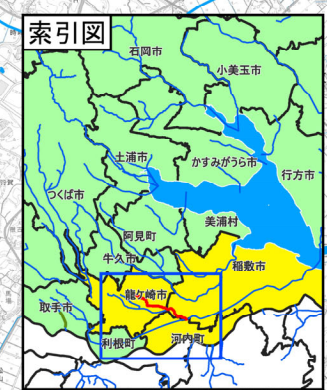 索引図
石岡市
小美玉市
土浦市
かすみがうら市
行方市
つくば市
美浦村
阿見町
牛久市
稲敷市
龍ケ崎市
取手市
利根町
河内町